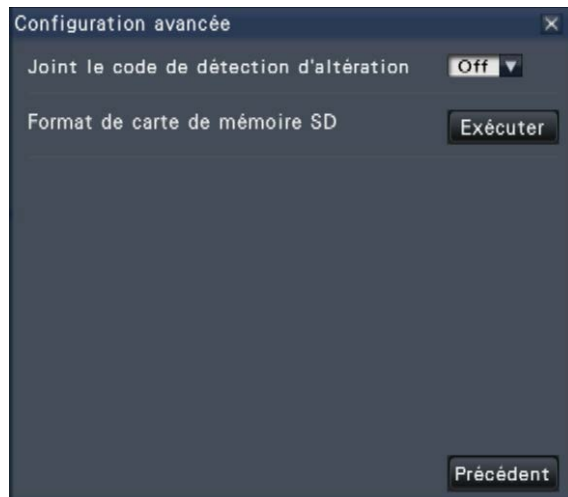 Configuration avancée
Joint le code de détection d'altération Off
Format de carte de mémoire SD Exécuter
Précédent